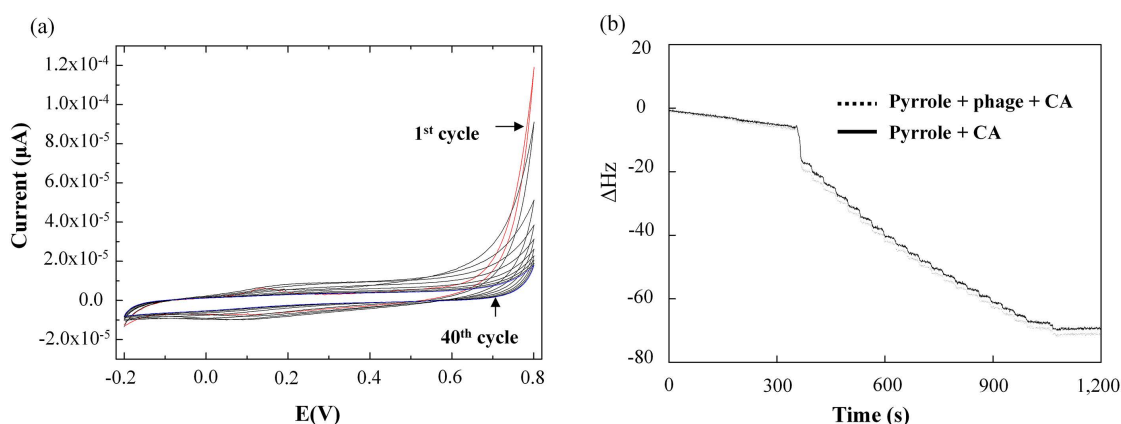 (a)
1.2x10⁻⁴
1.0x10⁻⁴
8.0x10⁻⁵
6.0x10⁻⁵
4.0x10⁻⁵
2.0x10⁻⁵
0.0
-2.0x10⁻⁵
Current (μA)
1st cycle
40th cycle
-0.2 0.0 0.2 0.4 0.6 0.8
E(V)
(b)
20
0
-20
-40
-60
-80
ΔHz
Pyrrole + phage + CA
Pyrrole + CA
0 300 600 900 1,200
Time (s)